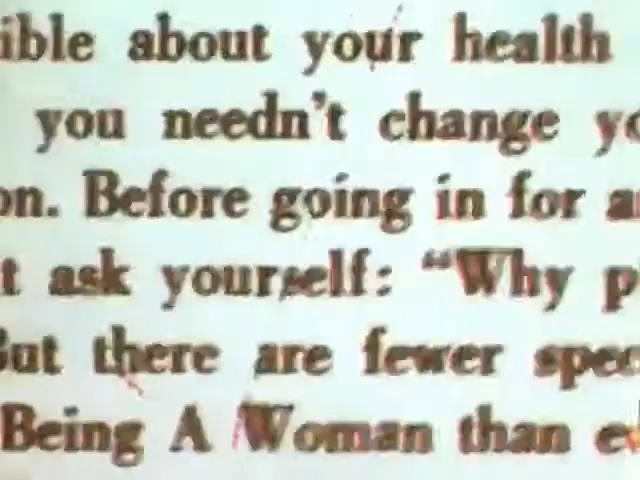 ible about your health
you needn't change yo
on. Before going in for a
t ask yourself: "Why p
But there are fewer spec
Being A Woman than e